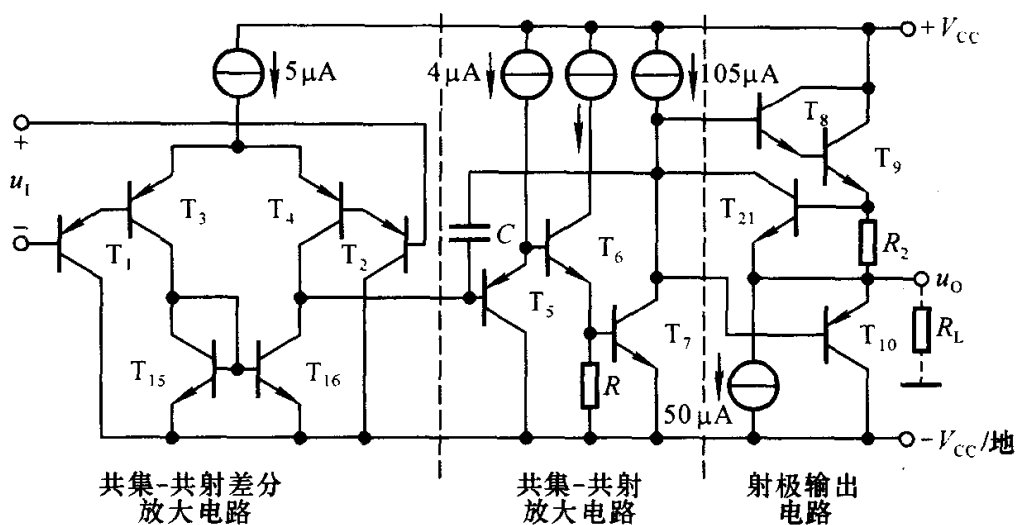 +V_CC
5μA
4μA
105μA
+
u_I
−
T_1
T_3
T_4
T_2
C
T_5
T_6
T_7
T_8
T_9
T_21
R_2
u_O
T_10
R_L
T_15
T_16
R
50μA
−V_CC/地
共集-共射差分
放大电路
共集-共射
放大电路
射极输出
电路